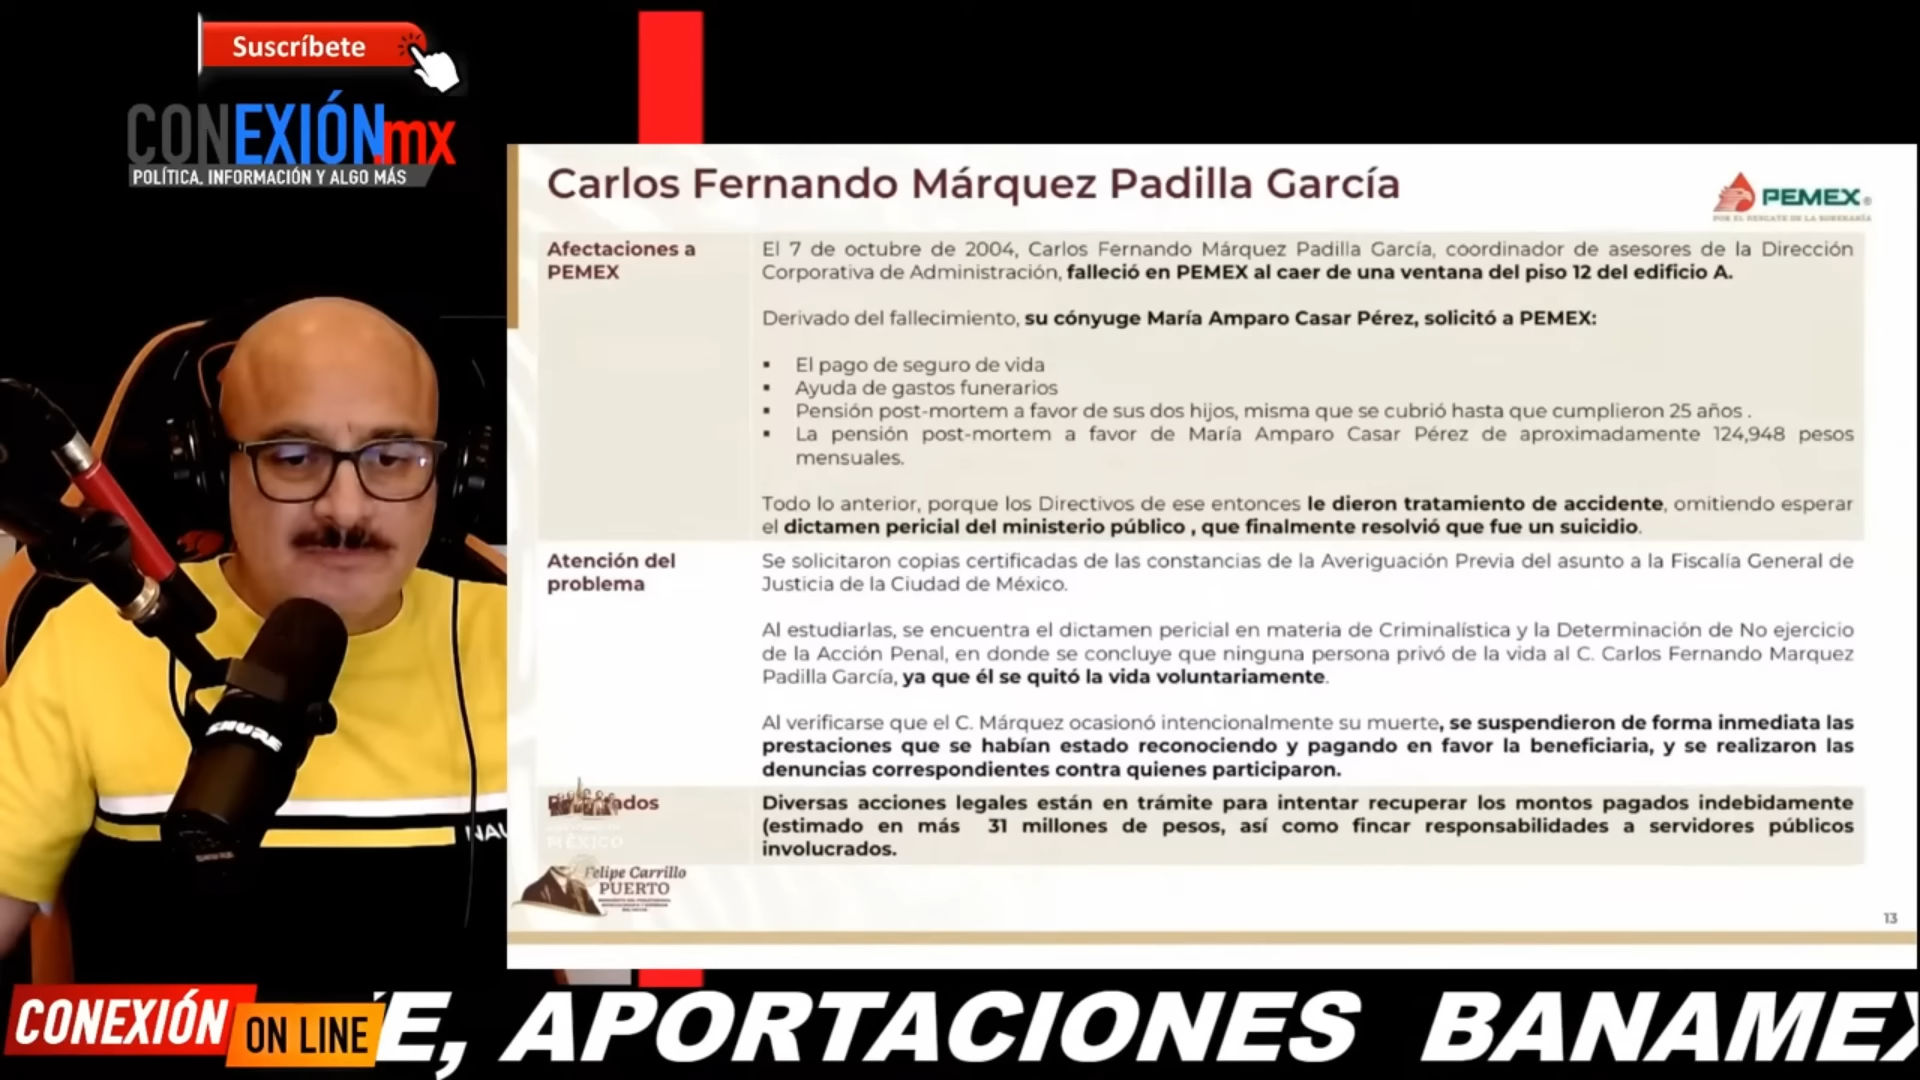 Suscríbete
CONEXIÓN.mx
POLÍTICA, INFORMACIÓN Y ALGO MÁS
Carlos Fernando Márquez Padilla García
PEMEX®
POR EL RESCATE DE LA SOBERANÍA
Afectaciones a
PEMEX
El 7 de octubre de 2004, Carlos Fernando Márquez Padilla García, coordinador de asesores de la Dirección
Corporativa de Administración, falleció en PEMEX al caer de una ventana del piso 12 del edificio A.
Derivado del fallecimiento, su cónyuge María Amparo Casar Pérez, solicitó a PEMEX:
▪ El pago de seguro de vida
▪ Ayuda de gastos funerarios
▪ Pensión post-mortem a favor de sus dos hijos, misma que se cubrió hasta que cumplieron 25 años .
▪ La pensión post-mortem a favor de María Amparo Casar Pérez de aproximadamente 124,948 pesos
mensuales.
Todo lo anterior, porque los Directivos de ese entonces le dieron tratamiento de accidente, omitiendo esperar
el dictamen pericial del ministerio público , que finalmente resolvió que fue un suicidio.
Atención del
problema
Se solicitaron copias certificadas de las constancias de la Averiguación Previa del asunto a la Fiscalía General de
Justicia de la Ciudad de México.
Al estudiarlas, se encuentra el dictamen pericial en materia de Criminalística y la Determinación de No ejercicio
de la Acción Penal, en donde se concluye que ninguna persona privó de la vida al C. Carlos Fernando Marquez
Padilla García, ya que él se quitó la vida voluntariamente.
Al verificarse que el C. Márquez ocasionó intencionalmente su muerte, se suspendieron de forma inmediata las
prestaciones que se habían estado reconociendo y pagando en favor la beneficiaria, y se realizaron las
denuncias correspondientes contra quienes participaron.
Diversas acciones legales están en trámite para intentar recuperar los montos pagados indebidamente
(estimado en más 31 millones de pesos, así como fincar responsabilidades a servidores públicos
involucrados.
MÉXICO
Felipe Carrillo
PUERTO
13
SHURE
NAU
CONEXIÓN
ON LINE
E, APORTACIONES BANAMEX